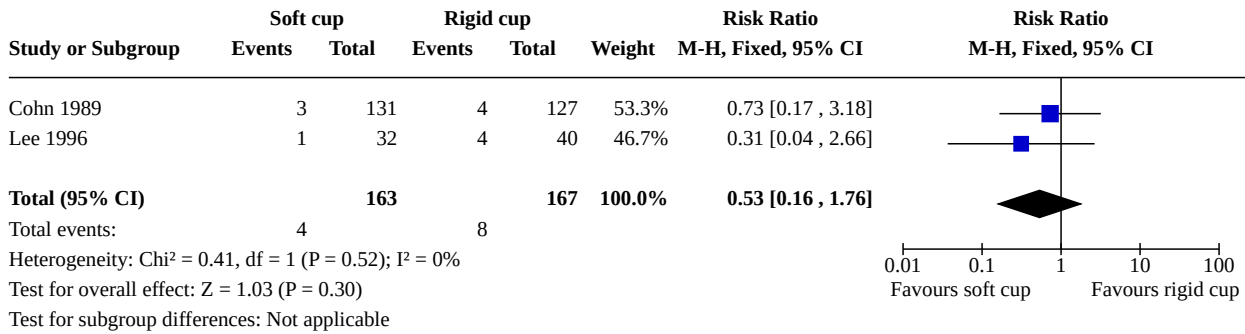 Soft cup Rigid cup Risk Ratio Risk Ratio
Study or Subgroup Events Total Events Total Weight M-H, Fixed, 95% CI M-H, Fixed, 95% CI
Cohn 1989 3 131 4 127 53.3% 0.73 [0.17 , 3.18]
Lee 1996 1 32 4 40 46.7% 0.31 [0.04 , 2.66]
Total (95% CI) 163 167 100.0% 0.53 [0.16 , 1.76]
Total events: 4 8
Heterogeneity: Chi² = 0.41, df = 1 (P = 0.52); I² = 0%
0.01 0.1 1 10 100
Test for overall effect: Z = 1.03 (P = 0.30)
Favours soft cup Favours rigid cup
Test for subgroup differences: Not applicable